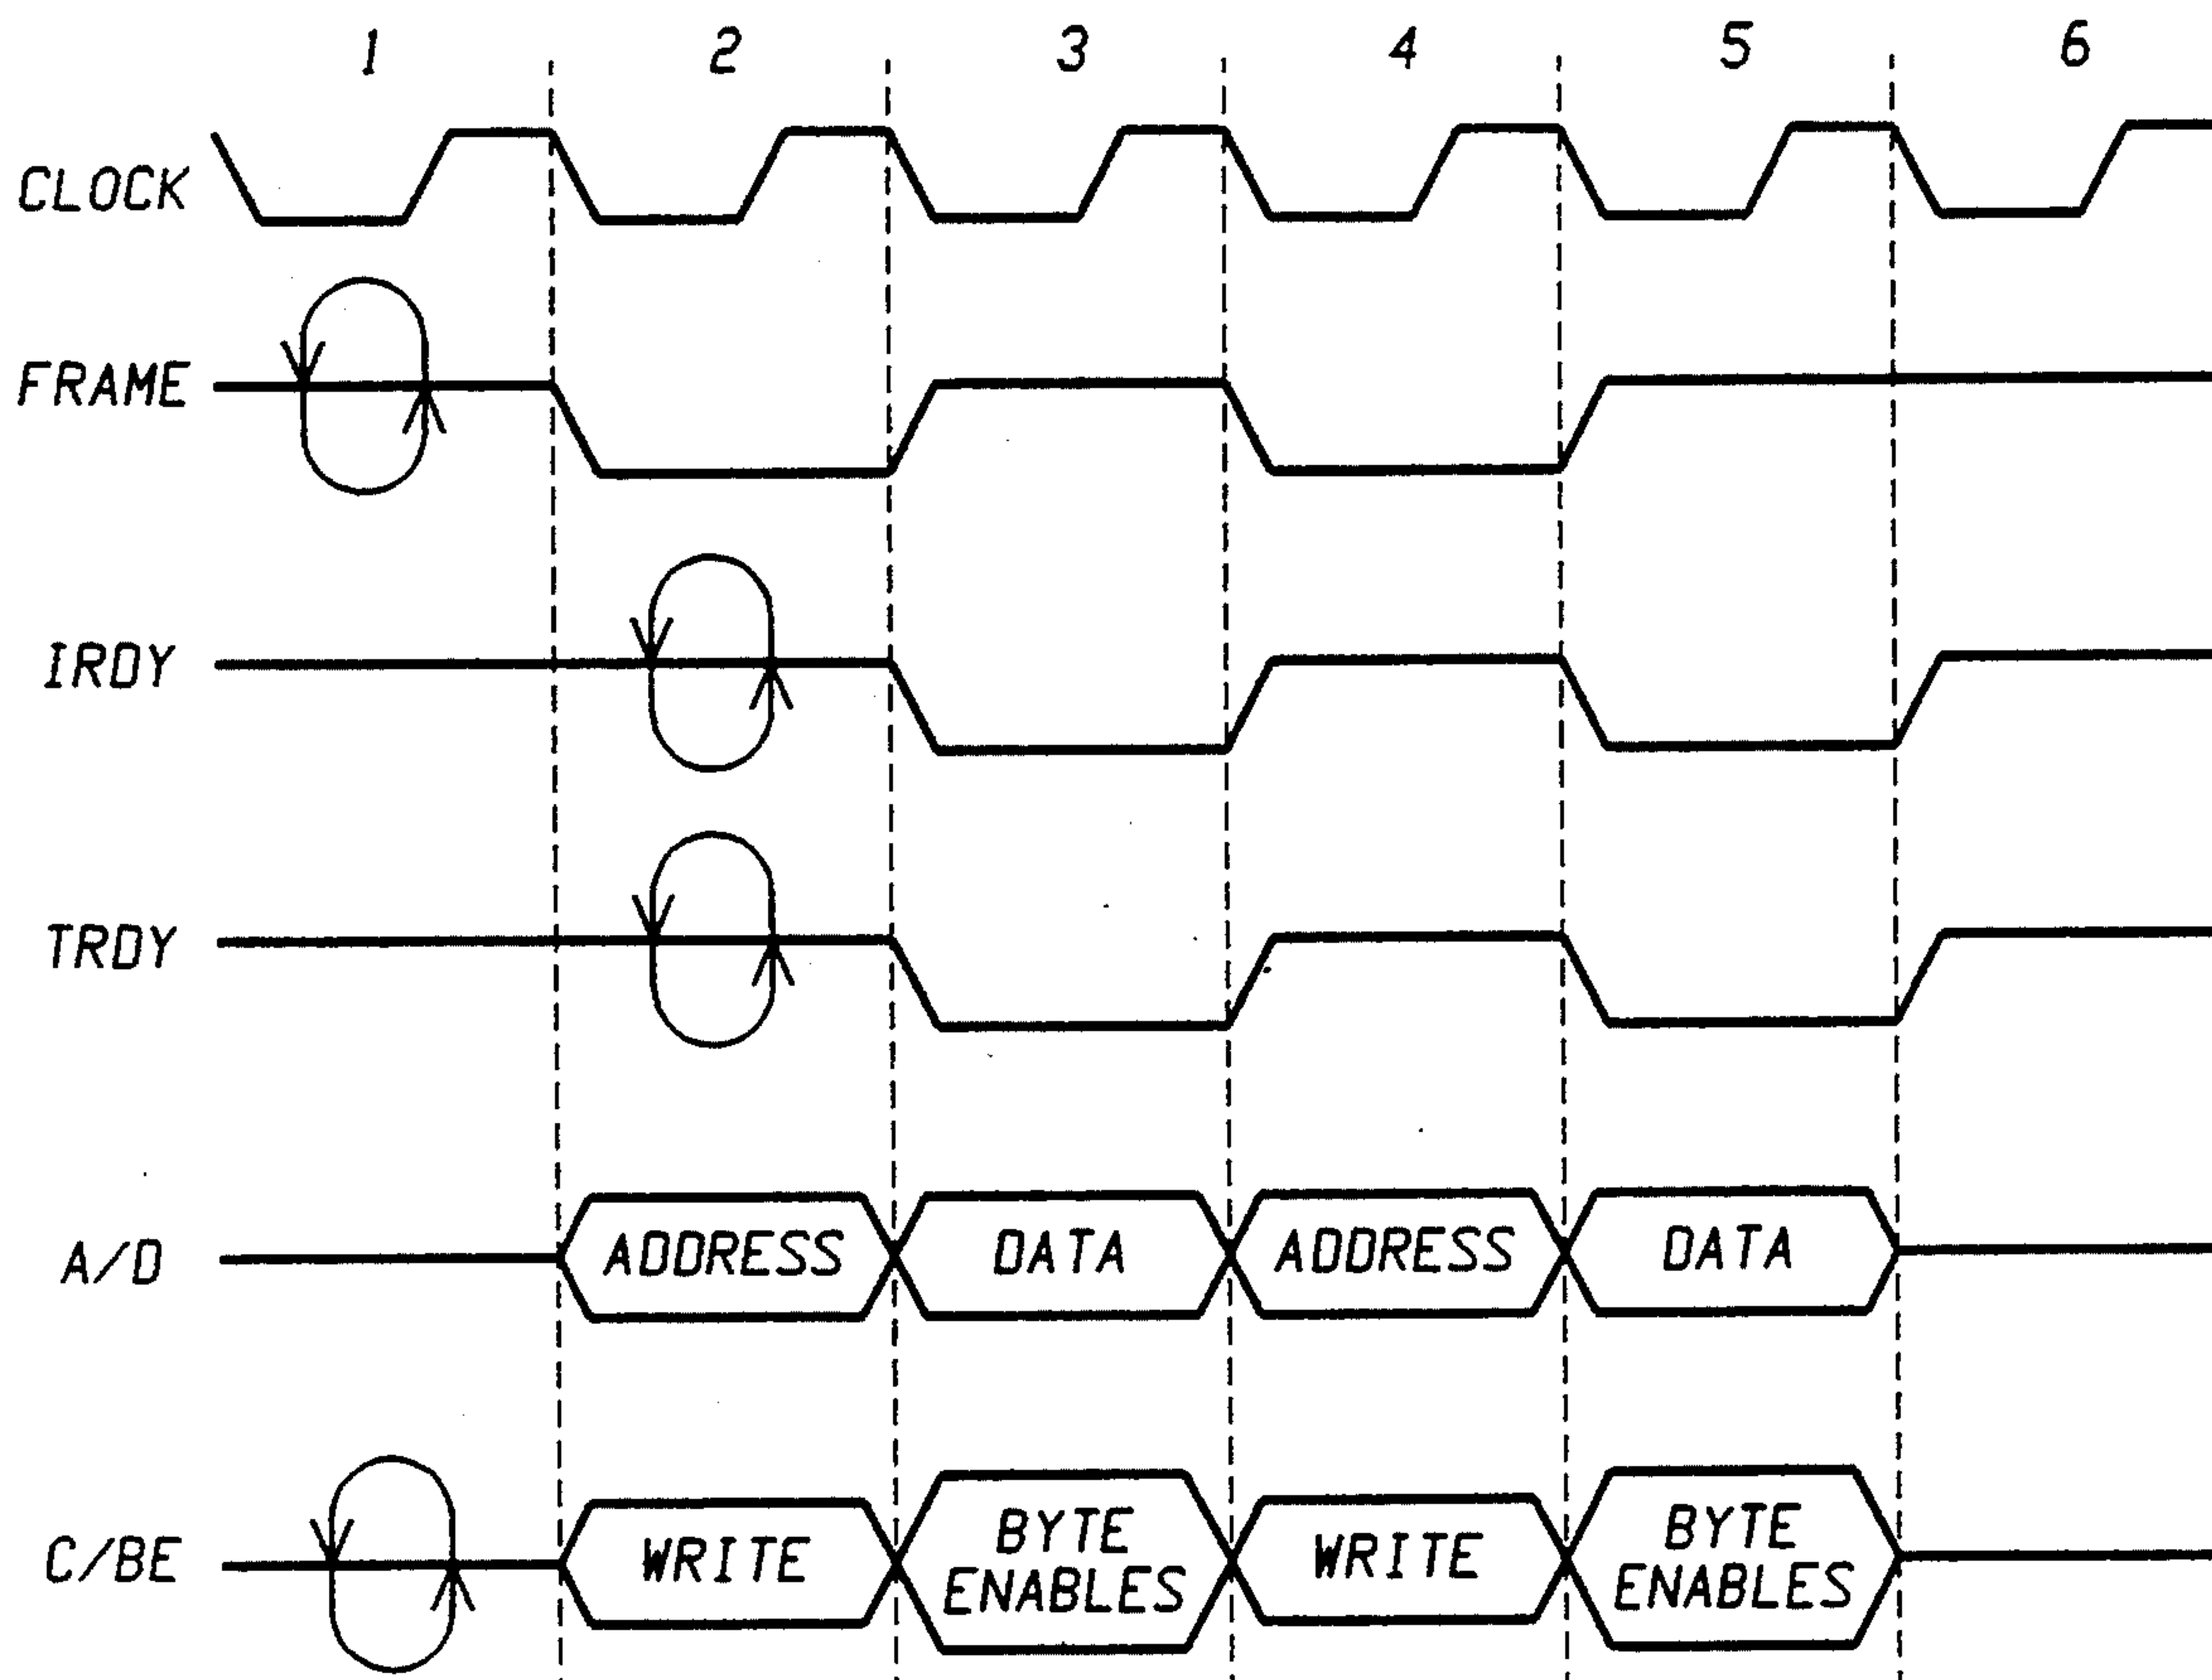 1 2 3 4 5 6
CLOCK
FRAME
IRDY
TRDY
A/D ADDRESS DATA ADDRESS DATA
C/BE WRITE BYTE ENABLES WRITE BYTE ENABLES